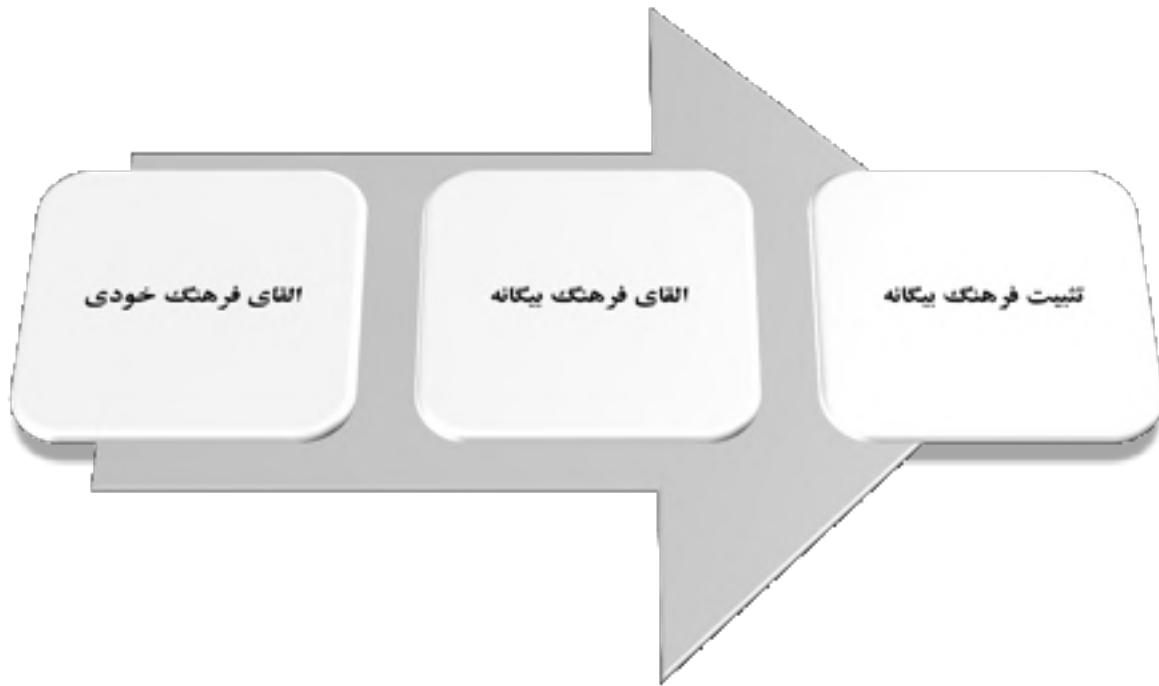 القای فرهنگ خودی
القای فرهنگ بیگانه
تثبیت فرهنگ بیگانه